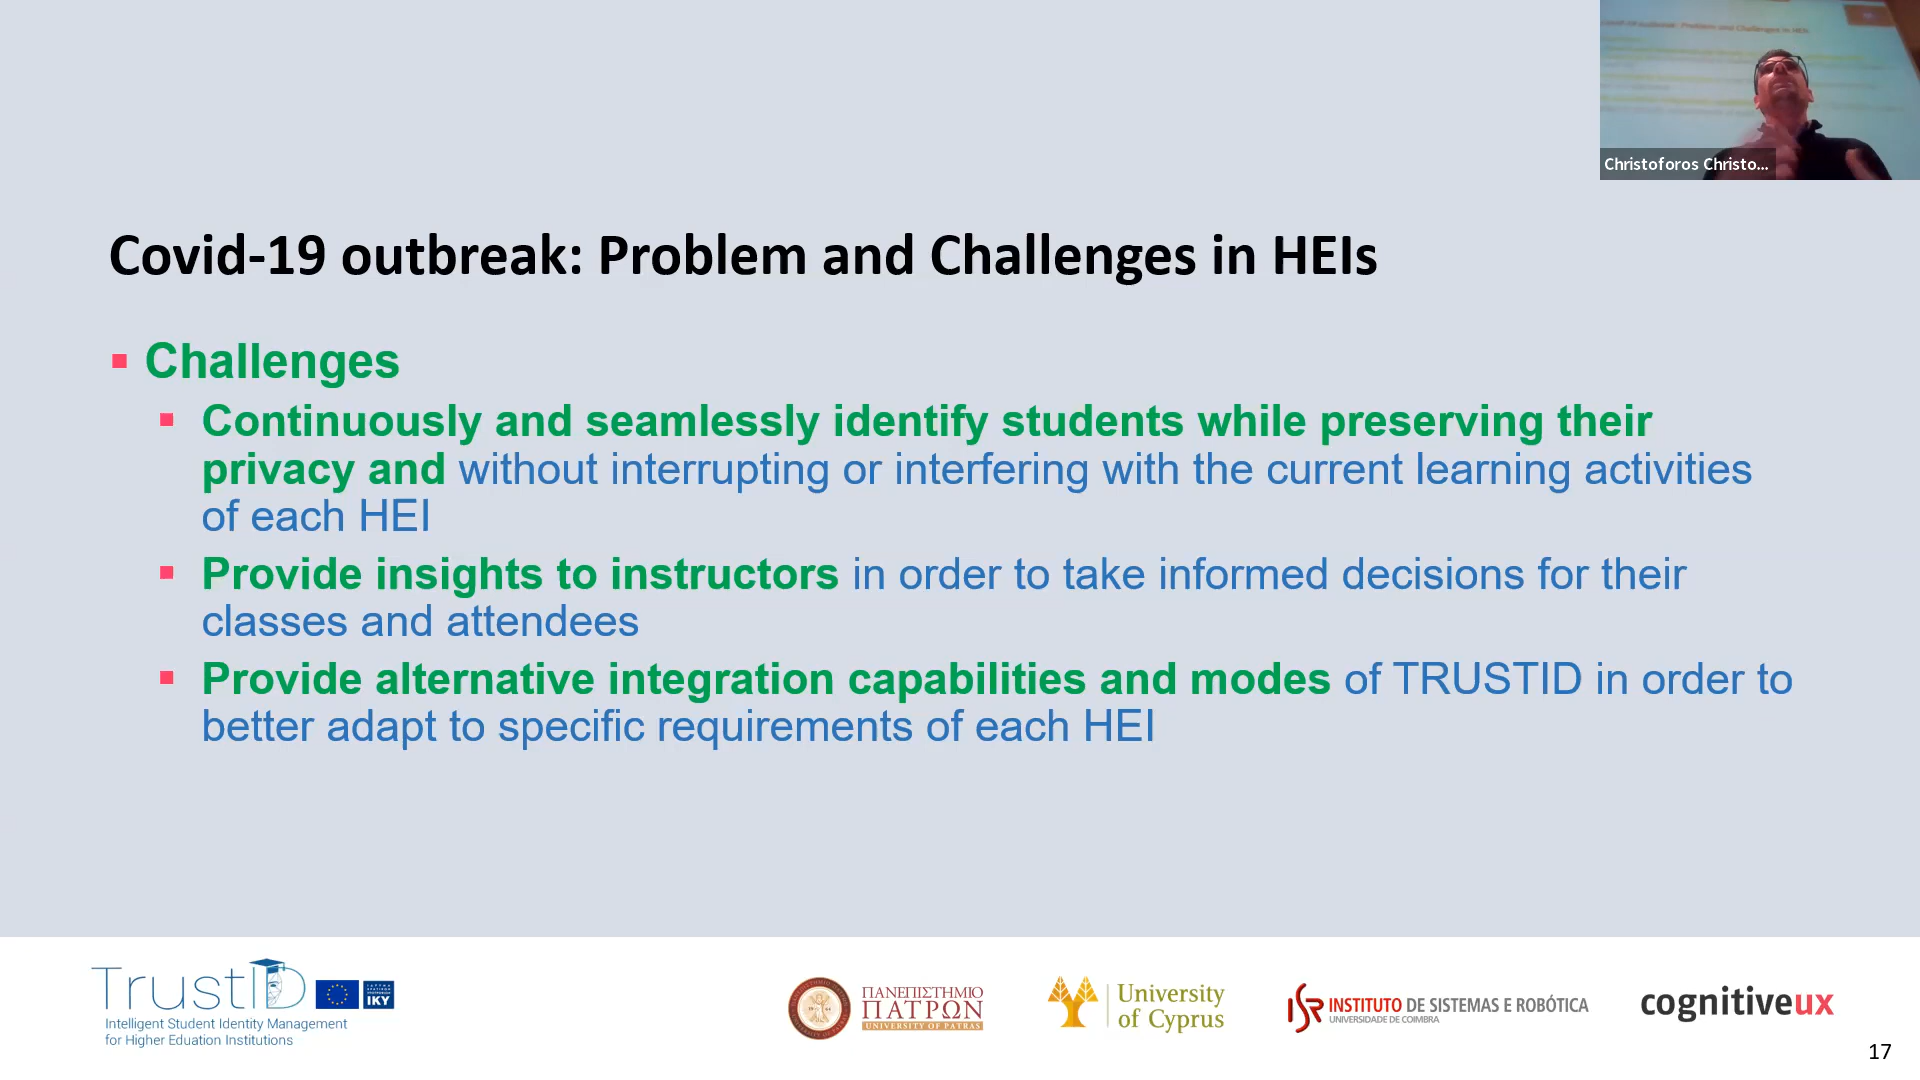 Christoforos Christo...
Covid-19 outbreak: Problem and Challenges in HEIs
Challenges
Continuously and seamlessly identify students while preserving their
privacy and without interrupting or interfering with the current learning activities
of each HEI
Provide insights to instructors in order to take informed decisions for their
classes and attendees
Provide alternative integration capabilities and modes of TRUSTID in order to
better adapt to specific requirements of each HEI
TrustID
IKY
Intelligent Student Identity Management
for Higher Eduation Institutions
ΠΑΝΕΠΙΣΤΗΜΙΟ
ΠΑΤΡΩΝ
UNIVERSITY OF PATRAS
University
of Cyprus
ISR INSTITUTO DE SISTEMAS E ROBÓTICA
UNIVERSIDADE DE COIMBRA
cognitiveux
17